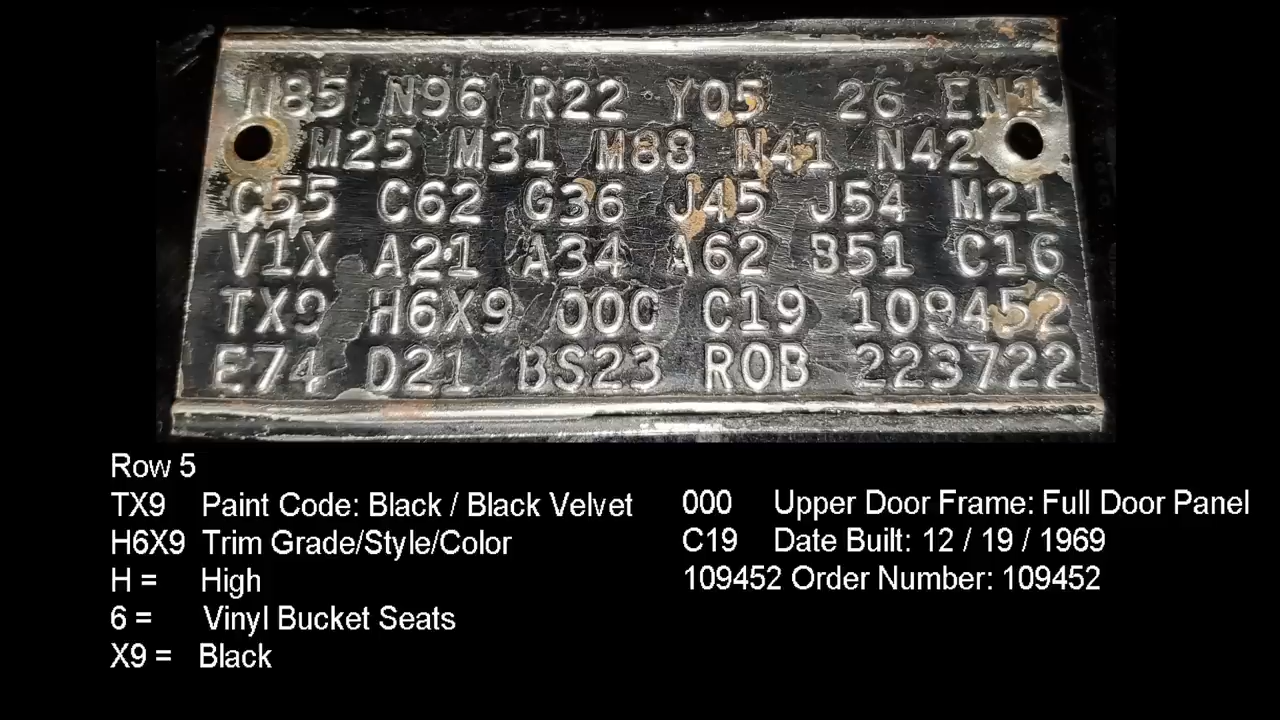 N85 N96 R22 Y05 26 EN1
M25 M31 M88 N41 N42
C55 C62 G36 J45 J54 M21
V1X A21 A34 A62 B51 C16
TX9 H6X9 000 C19 109452
E74 D21 BS23 R0B 223722
Row 5
TX9 Paint Code: Black / Black Velvet
H6X9 Trim Grade/Style/Color
H = High
6 = Vinyl Bucket Seats
X9 = Black
000 Upper Door Frame: Full Door Panel
C19 Date Built: 12 / 19 / 1969
109452 Order Number: 109452